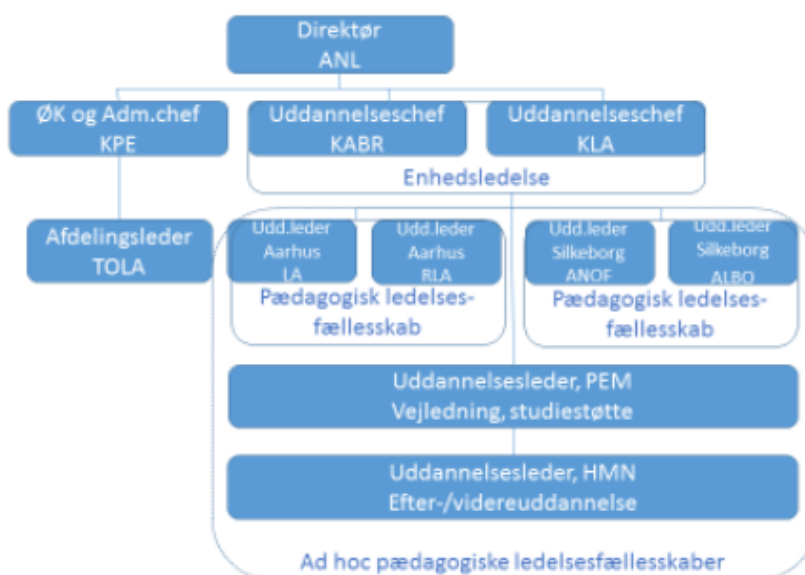 Direktør
ANL
ØK og Adm.chef
KPE
Uddannelseschef
KABR
Uddannelseschef
KLA
Enhedsledelse
Afdelingsleder
TOLA
Udd.leder
Aarhus
LA
Udd.leder
Aarhus
RLA
Pædagogisk ledelses-
fællesskab
Udd.leder
Silkeborg
ANOF
Udd.leder
Silkeborg
ALBO
Pædagogisk ledelses-
fællesskab
Uddannelsesleder, PEM
Vejledning, studiestøtte
Uddannelsesleder, HMN
Efter-/videreuddannelse
Ad hoc pædagogiske ledelsesfællesskaber